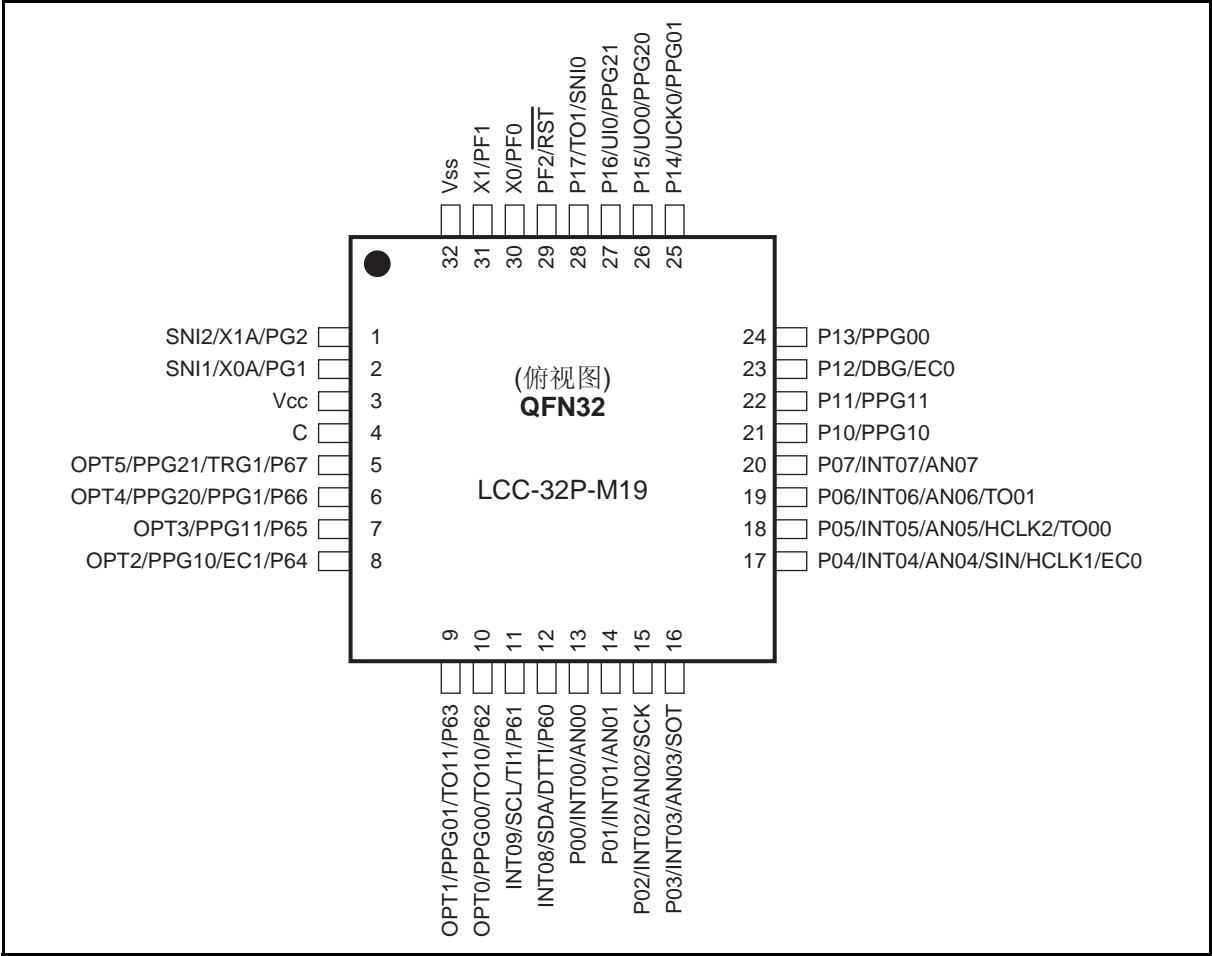 Vss
X1/PF1
X0/PF0
PF2/RST
P17/TO1/SNI0
P16/UI0/PPG21
P15/UO0/PPG20
P14/UCK0/PPG01
32
31
30
29
28
27
26
25
SNI2/X1A/PG2 1
SNI1/X0A/PG1 2
Vcc 3
C 4
OPT5/PPG21/TRG1/P67 5
OPT4/PPG20/PPG1/P66 6
OPT3/PPG11/P65 7
OPT2/PPG10/EC1/P64 8
(俯视图)
QFN32
LCC-32P-M19
24 P13/PPG00
23 P12/DBG/EC0
22 P11/PPG11
21 P10/PPG10
20 P07/INT07/AN07
19 P06/INT06/AN06/TO01
18 P05/INT05/AN05/HCLK2/TO00
17 P04/INT04/AN04/SIN/HCLK1/EC0
9
10
11
12
13
14
15
16
OPT1/PPG01/TO11/P63
OPT0/PPG00/TO10/P62
INT09/SCL/TI1/P61
INT08/SDA/DTTI/P60
P00/INT00/AN00
P01/INT01/AN01
P02/INT02/AN02/SCK
P03/INT03/AN03/SOT